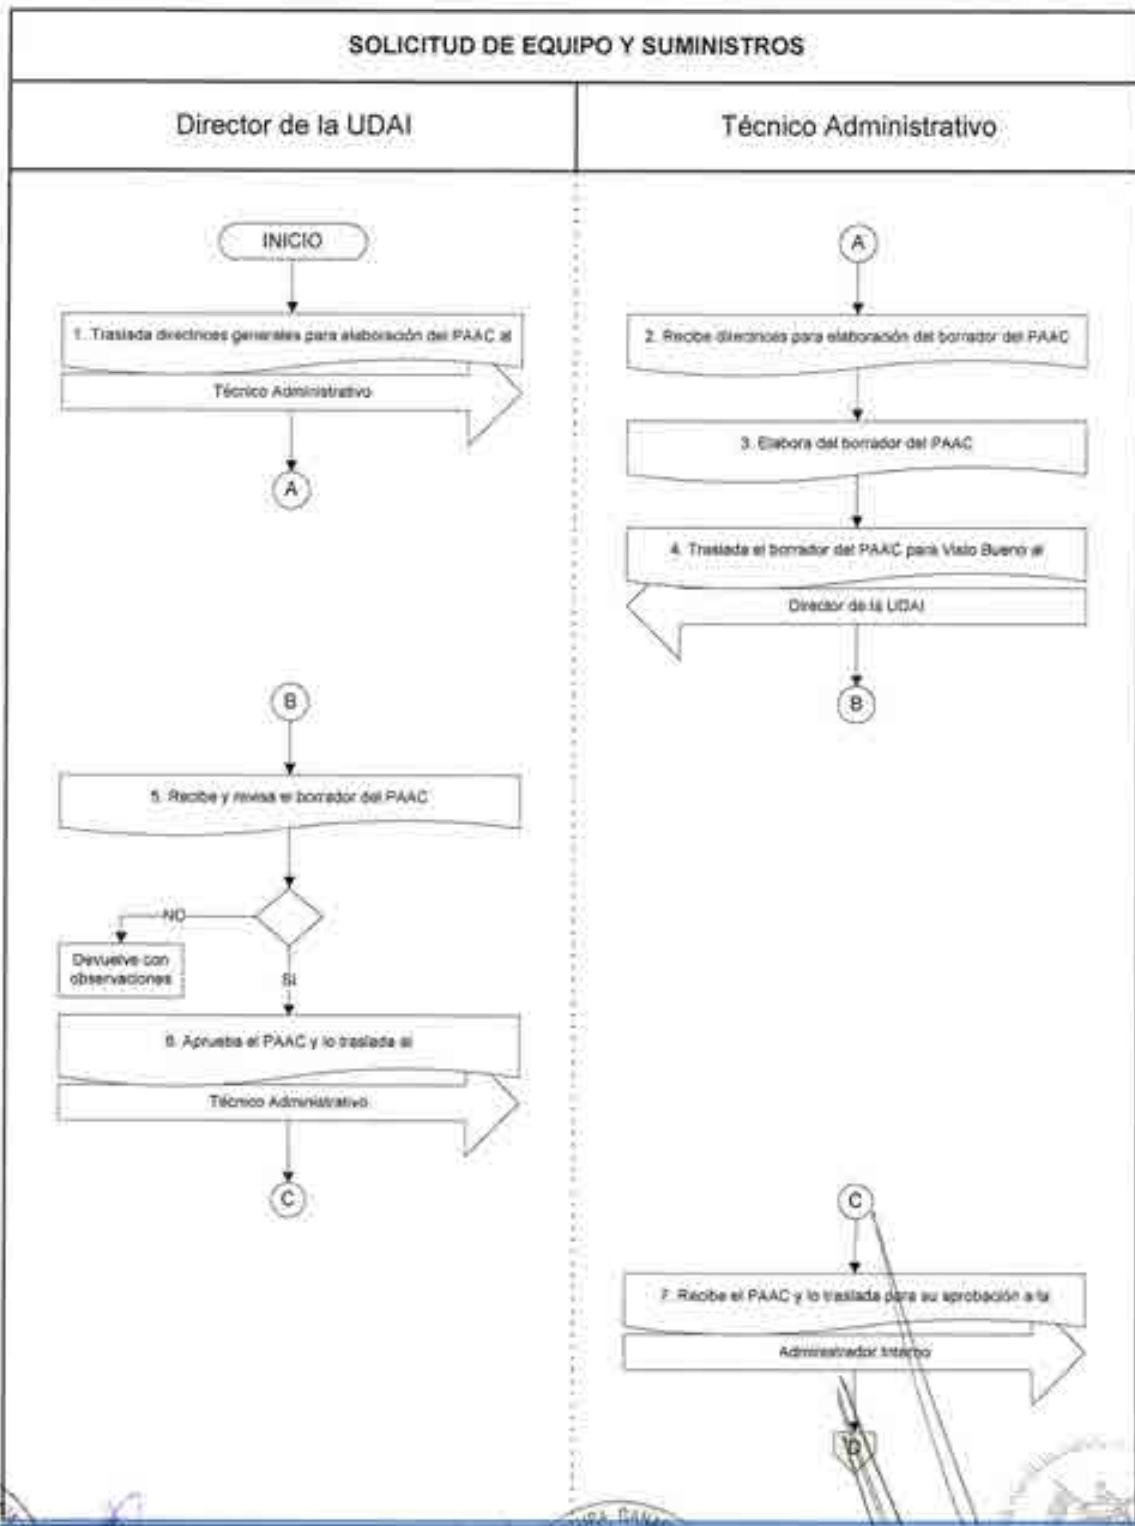 SOLICITUD DE EQUIPO Y SUMINISTROS
Director de la UDAI
Técnico Administrativo
INICIO
1. Traslada directrices generales para elaboración del PAAC al
Técnico Administrativo
A
A
2. Recibe directrices para elaboración del borrador del PAAC
3. Elabora del borrador del PAAC
4. Traslada el borrador del PAAC para Visto Bueno al
Director de la UDAI
B
B
5. Recibe y revisa el borrador del PAAC
NO
Devuelve con
observaciones
SI
6. Aprueba el PAAC y lo traslada al
Técnico Administrativo
C
C
7. Recibe el PAAC y lo traslada para su aprobación a la
Administrador Interno
D